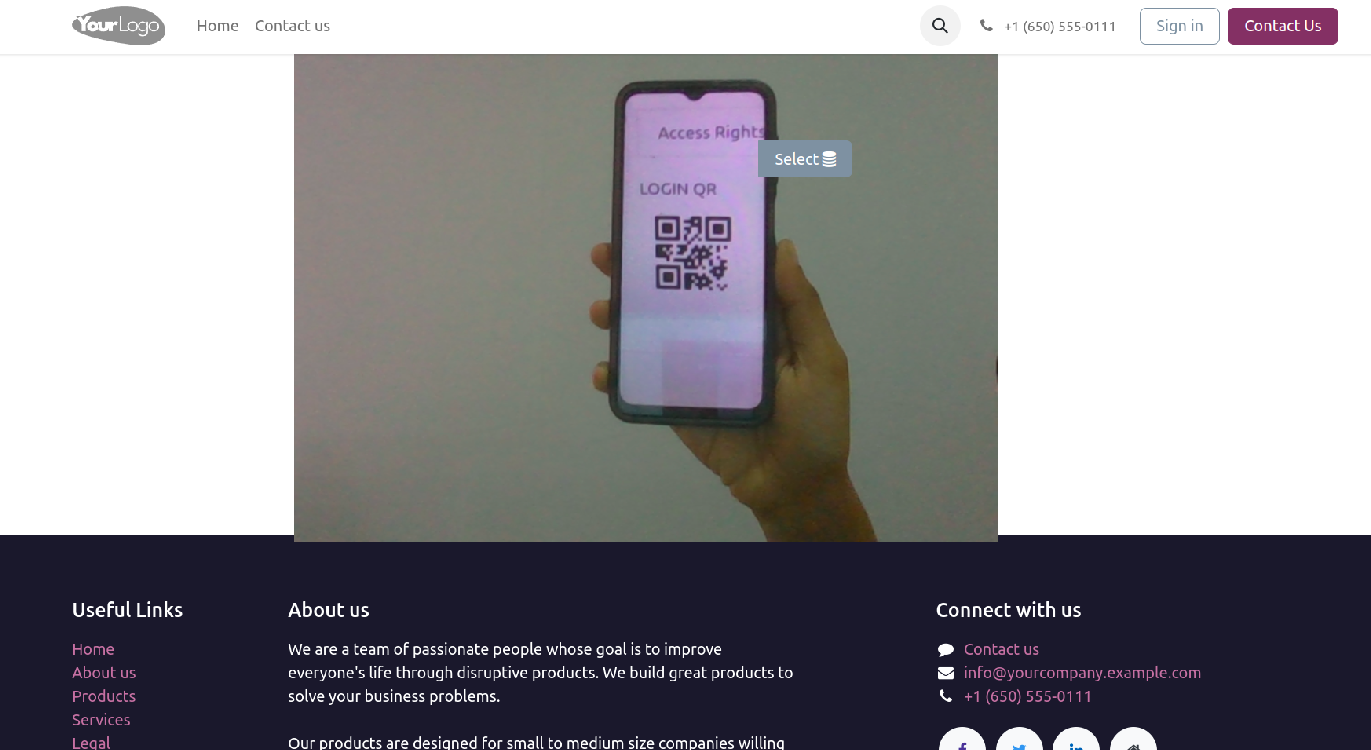 YourLogo
Home
Contact us
+1 (650) 555-0111
Sign in
Contact Us
Access Rights
Select
LOGIN QR
Useful Links
Home
About us
Products
Services
Legal
About us
We are a team of passionate people whose goal is to improve
everyone's life through disruptive products. We build great products to
solve your business problems.
Our products are designed for small to medium size companies willing
Connect with us
Contact us
info@yourcompany.example.com
+1 (650) 555-0111